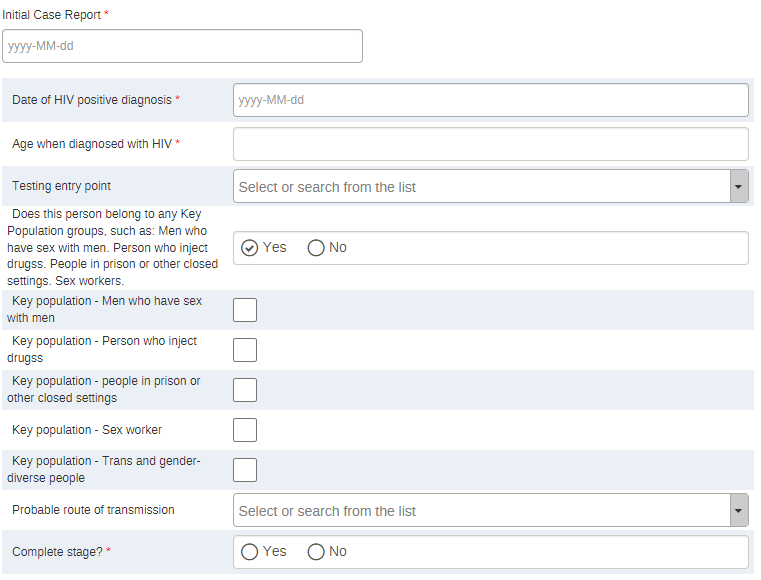 Initial Case Report *
yyyy-MM-dd
Date of HIV positive diagnosis * yyyy-MM-dd
Age when diagnosed with HIV *
Testing entry point Select or search from the list
Does this person belong to any Key
Population groups, such as: Men who
have sex with men. Person who inject
drugss. People in prison or other closed
settings. Sex workers.
Yes No
Key population - Men who have sex
with men
Key population - Person who inject
drugss
Key population - people in prison or
other closed settings
Key population - Sex worker
Key population - Trans and gender-
diverse people
Probable route of transmission Select or search from the list
Complete stage? * Yes No